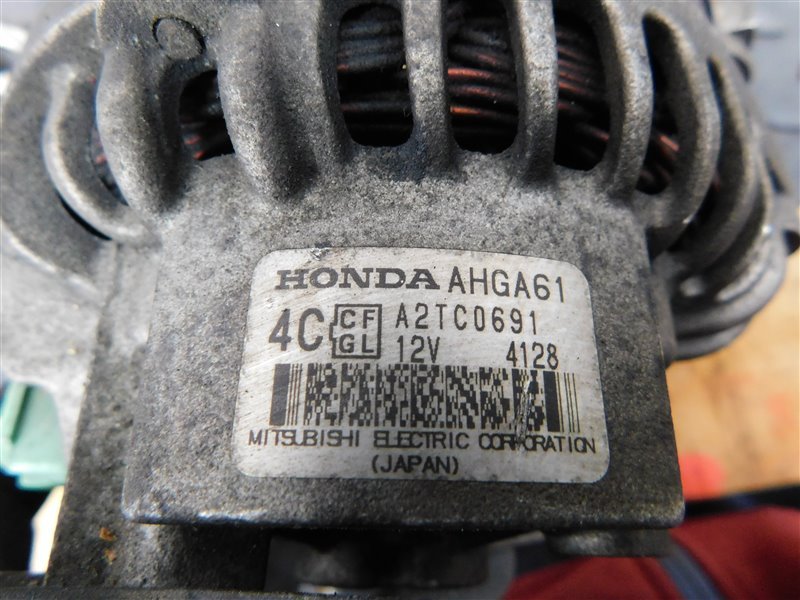 HONDA AHGA61
4C CF GL A2TC0691
12V 4128
MITSUBISHI ELECTRIC CORPORATION
(JAPAN)